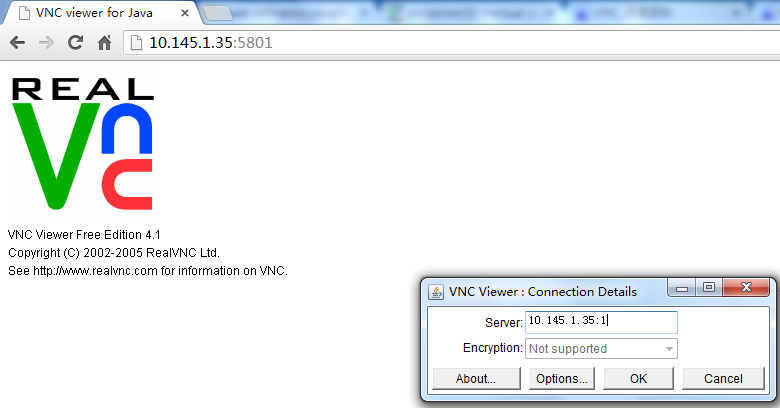 VNC viewer for Java
10.145.1.35:5801
REAL
Vnc
VNC Viewer Free Edition 4.1
Copyright (C) 2002-2005 RealVNC Ltd.
See http://www.realvnc.com for information on VNC.
VNC Viewer : Connection Details
Server: 10.145.1.35:1
Encryption: Not supported
About... Options... OK Cancel